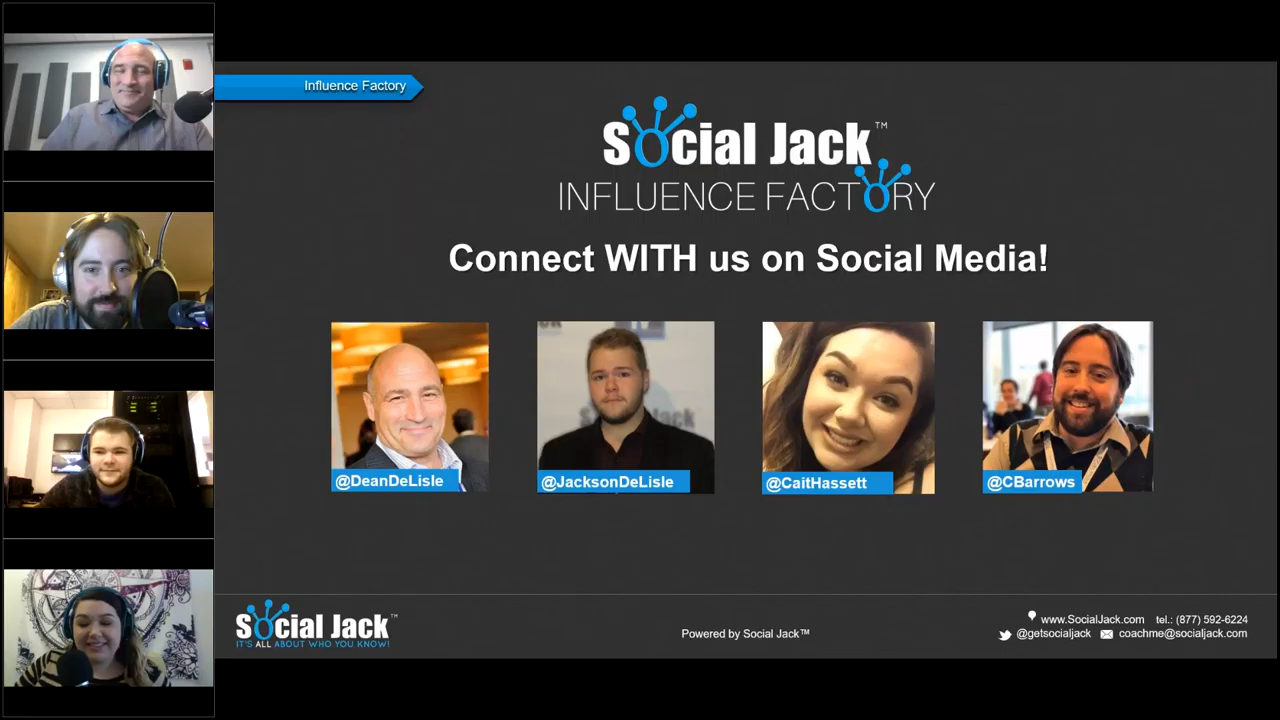 Influence Factory
Social Jack™
INFLUENCE FACTORY
Connect WITH us on Social Media!
@DeanDeLisle
@JacksonDeLisle
@CaitHassett
@CBarrows
Social Jack™
IT'S ALL ABOUT WHO YOU KNOW!
Powered by Social Jack™
www.SocialJack.com tel.: (877) 592-6224
@getsocialjack coachme@socialjack.com